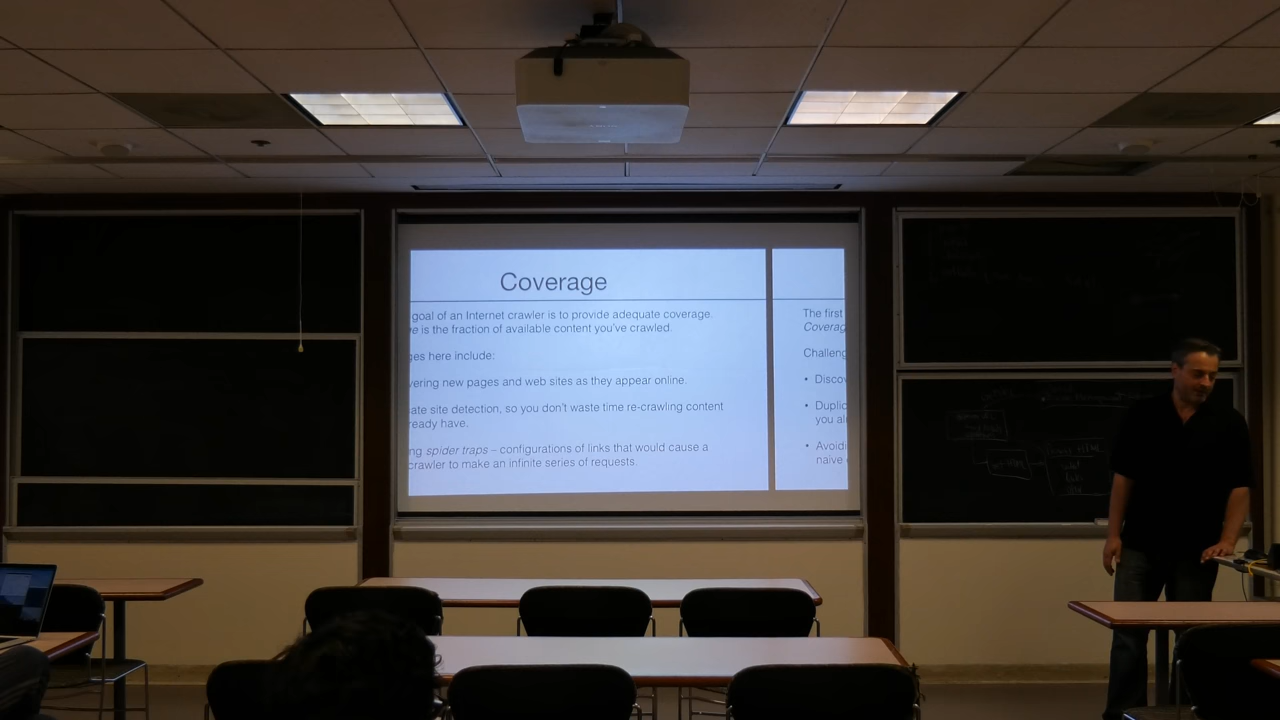 Coverage
goal of an Internet crawler is to provide adequate coverage.
is the fraction of available content you've crawled.
ges here include:
vering new pages and web sites as they appear online.
ate site detection, so you don't waste time re-crawling content
ready have.
ng spider traps – configurations of links that would cause a
crawler to make an infinite series of requests.
The first
Coverag
Challeng
• Discov
• Duplic
you al
• Avoidi
naive